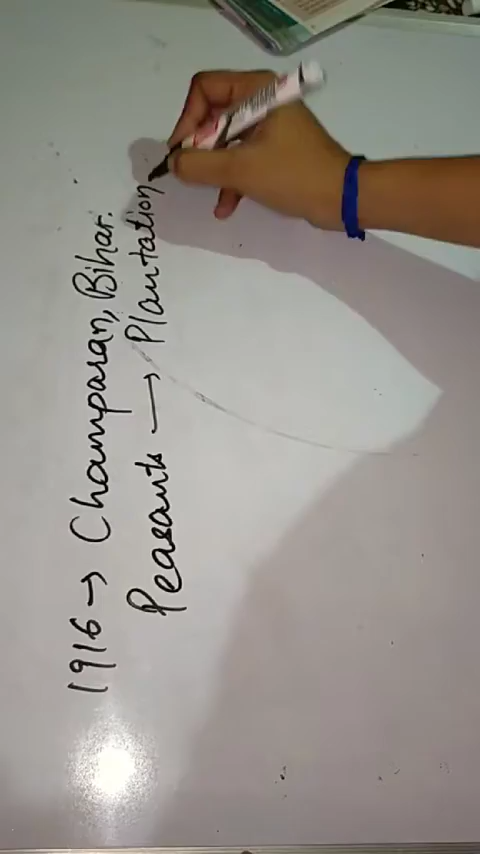 1916 → Champaran, Bihar.
Peasants → Plantation